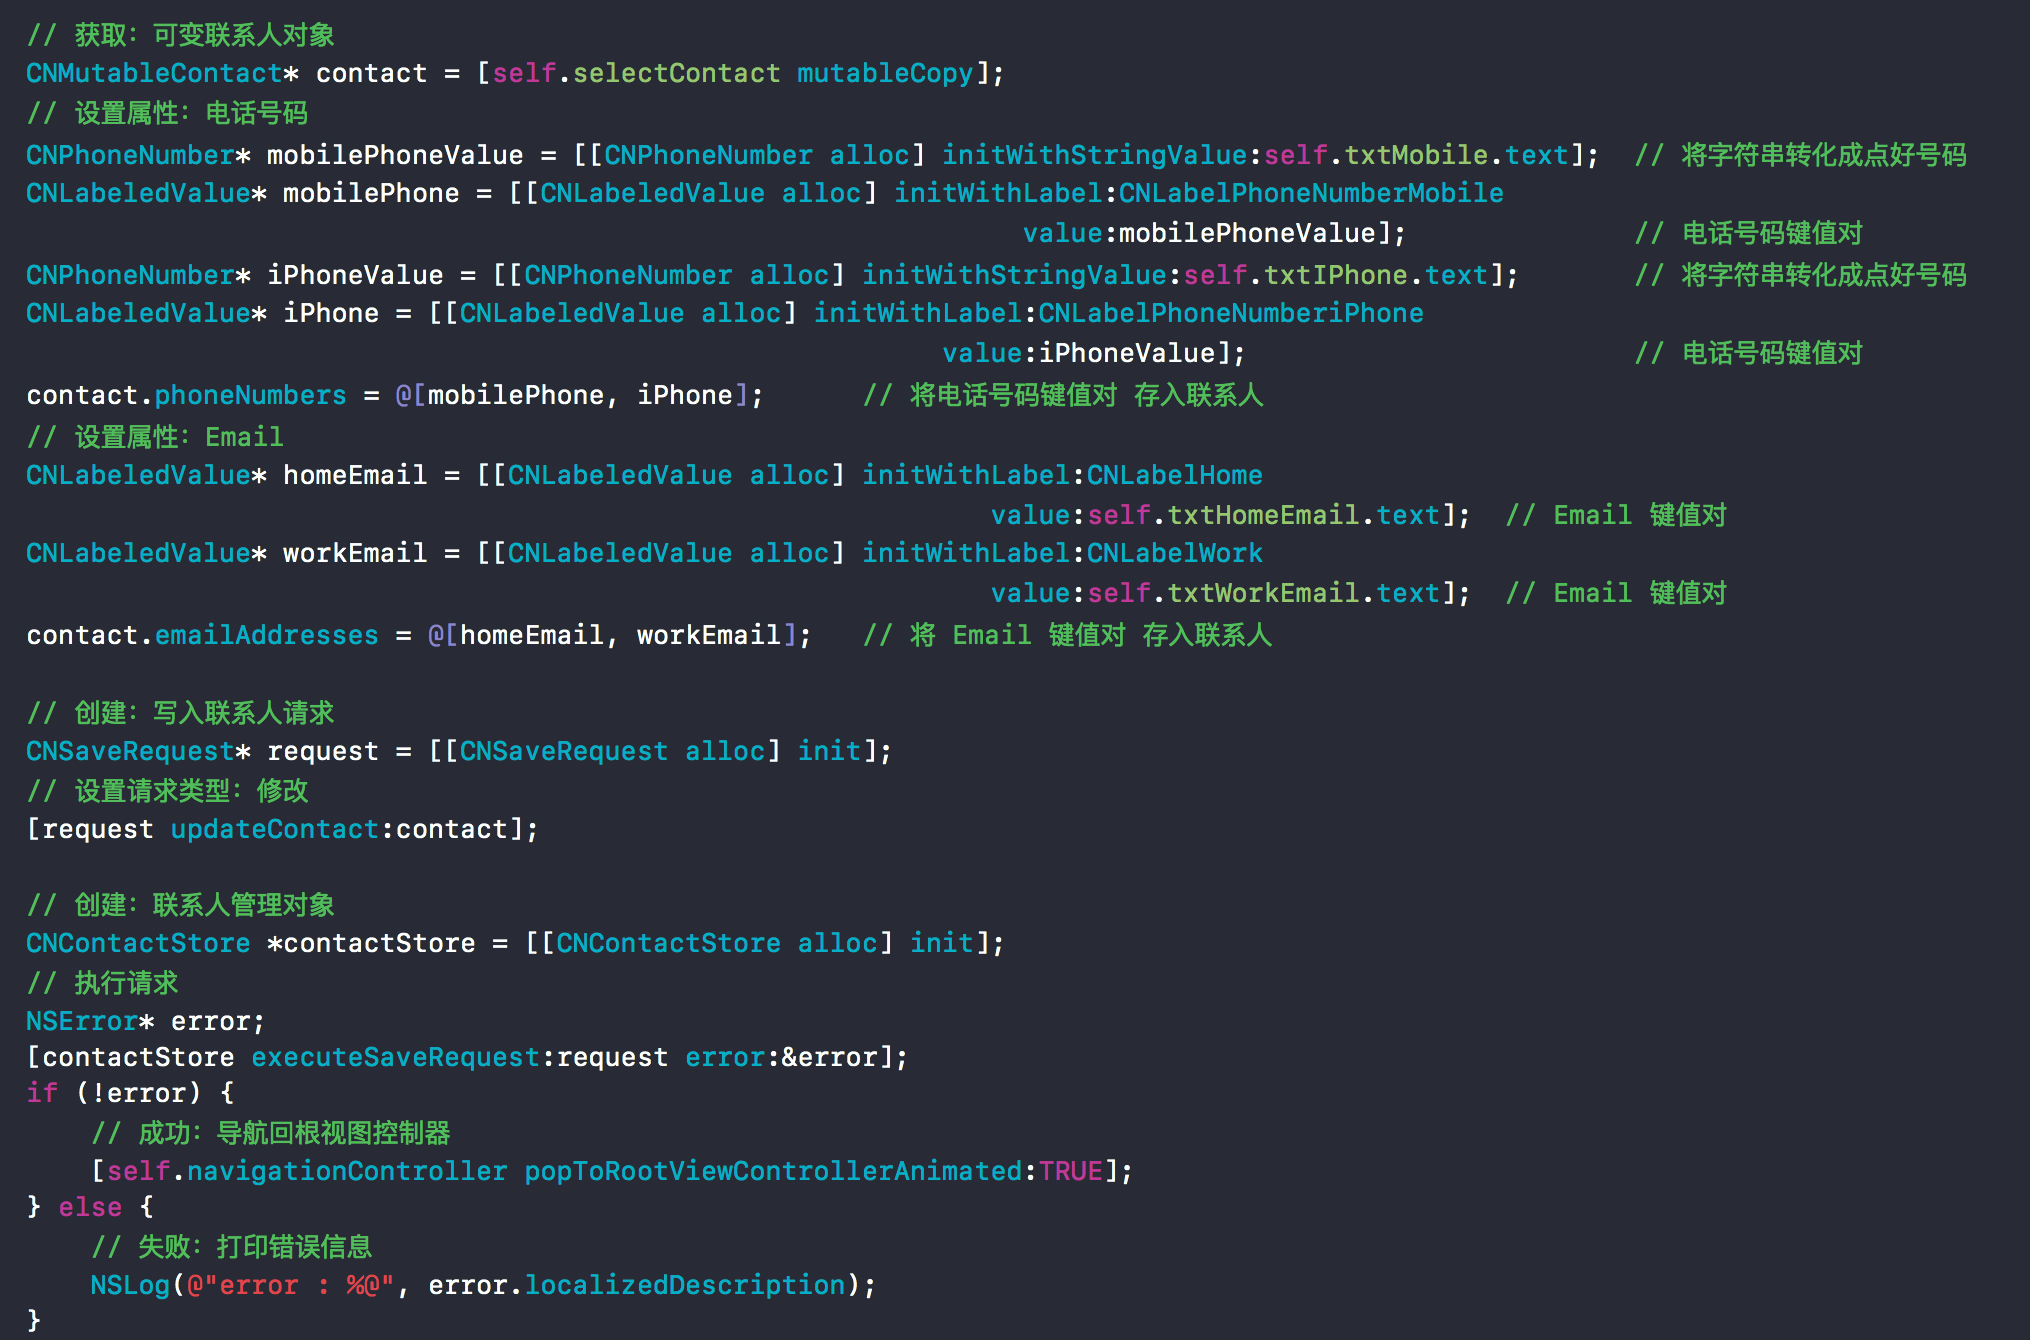 // 获取：可变联系人对象
CNMutableContact* contact = [self.selectContact mutableCopy];
// 设置属性：电话号码
CNPhoneNumber* mobilePhoneValue = [[CNPhoneNumber alloc] initWithStringValue:self.txtMobile.text];  // 将字符串转化成点好号码
CNLabeledValue* mobilePhone = [[CNLabeledValue alloc] initWithLabel:CNLabelPhoneNumberMobile
value:mobilePhoneValue];  // 电话号码键值对
CNPhoneNumber* iPhoneValue = [[CNPhoneNumber alloc] initWithStringValue:self.txtIPhone.text];  // 将字符串转化成点好号码
CNLabeledValue* iPhone = [[CNLabeledValue alloc] initWithLabel:CNLabelPhoneNumberiPhone
value:iPhoneValue];  // 电话号码键值对
contact.phoneNumbers = @[mobilePhone, iPhone];  // 将电话号码键值对 存入联系人
// 设置属性：Email
CNLabeledValue* homeEmail = [[CNLabeledValue alloc] initWithLabel:CNLabelHome
value:self.txtHomeEmail.text];  // Email 键值对
CNLabeledValue* workEmail = [[CNLabeledValue alloc] initWithLabel:CNLabelWork
value:self.txtWorkEmail.text];  // Email 键值对
contact.emailAddresses = @[homeEmail, workEmail];  // 将 Email 键值对 存入联系人
// 创建：写入联系人请求
CNSaveRequest* request = [[CNSaveRequest alloc] init];
// 设置请求类型：修改
[request updateContact:contact];
// 创建：联系人管理对象
CNContactStore *contactStore = [[CNContactStore alloc] init];
// 执行请求
NSError* error;
[contactStore executeSaveRequest:request error:&error];
if (!error) {
// 成功：导航回根视图控制器
[self.navigationController popToRootViewControllerAnimated:TRUE];
} else {
// 失败：打印错误信息
NSLog(@"error : %@", error.localizedDescription);
}